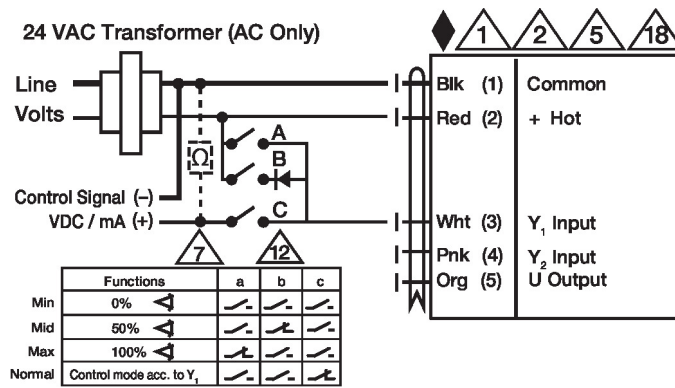 24 VAC Transformer (AC Only)
1 2 5 18
Line
Volts
Blk (1) Common
Red (2) + Hot
A
B
C
Ω
Control Signal (–)
VDC / mA (+)
Wht (3) Y1 Input
Pnk (4) Y2 Input
Org (5) U Output
7 12
Functions a b c
Min 0%
Mid 50%
Max 100%
Normal Control mode acc. to Y1